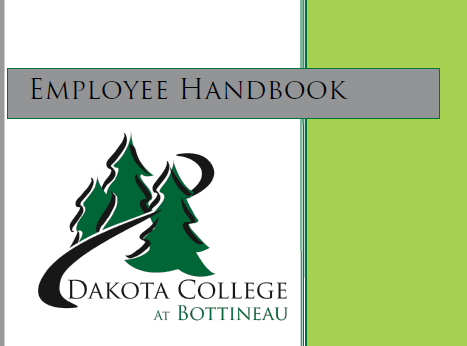 Employee Handbook
Dakota College
at Bottineau